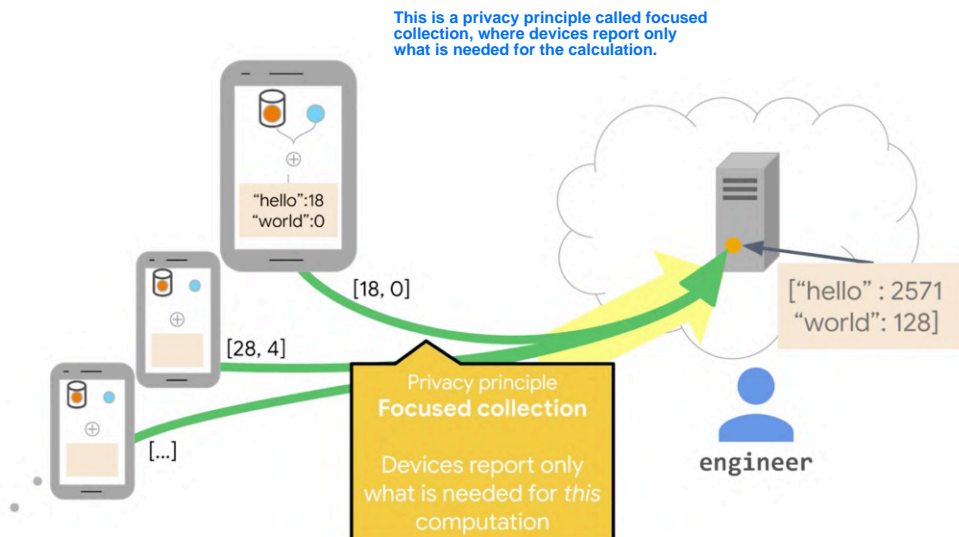 This is a privacy principle called focused
collection, where devices report only
what is needed for the calculation.
“hello”:18
“world”:0
[18, 0]
[28, 4]
[...]
[“hello” : 2571
“world”: 128]
Privacy principle
Focused collection
Devices report only
what is needed for this
computation
engineer